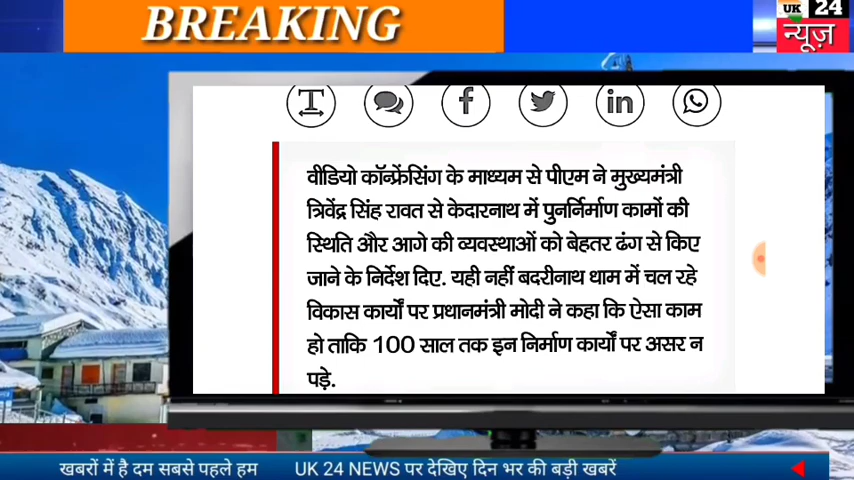 BREAKING
UK 24
न्यूज़
वीडियो कॉन्फ्रेंसिंग के माध्यम से पीएम ने मुख्यमंत्री
त्रिवेंद्र सिंह रावत से केदारनाथ में पुनर्निर्माण कामों की
स्थिति और आगे की व्यवस्थाओं को बेहतर ढंग से किए
जाने के निर्देश दिए. यही नहीं बदरीनाथ धाम में चल रहे
विकास कार्यों पर प्रधानमंत्री मोदी ने कहा कि ऐसा काम
हो ताकि 100 साल तक इन निर्माण कार्यों पर असर न
पड़े.
खबरों में है दम सबसे पहले हम UK 24 NEWS पर देखिए दिन भर की बड़ी खबरें